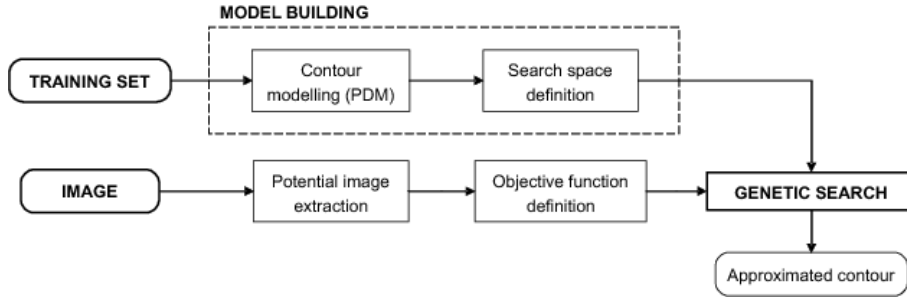 MODEL BUILDING
TRAINING SET
Contour
modelling (PDM)
Search space
definition
IMAGE
Potential image
extraction
Objective function
definition
GENETIC SEARCH
Approximated contour